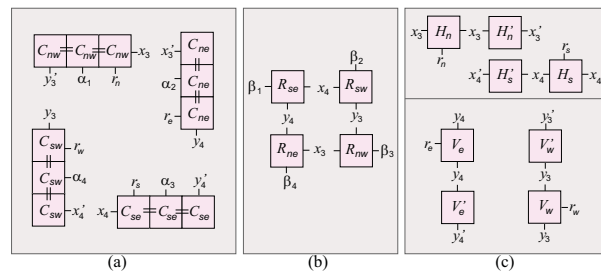 C_nw C_nw C_nw x_3
y_3' α_1 r_n
x_3' C_ne
α_2 C_ne
r_e C_ne
y_4
y_3
C_sw r_w
C_sw α_4
C_sw x_4'
r_s α_3 y_4'
x_4 C_se C_se C_se
(a)
β_2
β_1 R_se x_4 R_sw
y_4 y_3
R_ne x_3 R_nw β_3
β_4
(b)
x_3 H_n H_n' x_3'
r_n r_s
x_4' H_s' x_4 H_s x_4
y_4 y_3'
r_e V_e V_w'
y_4 y_3
V_e' V_w r_w
y_4' y_3
(c)